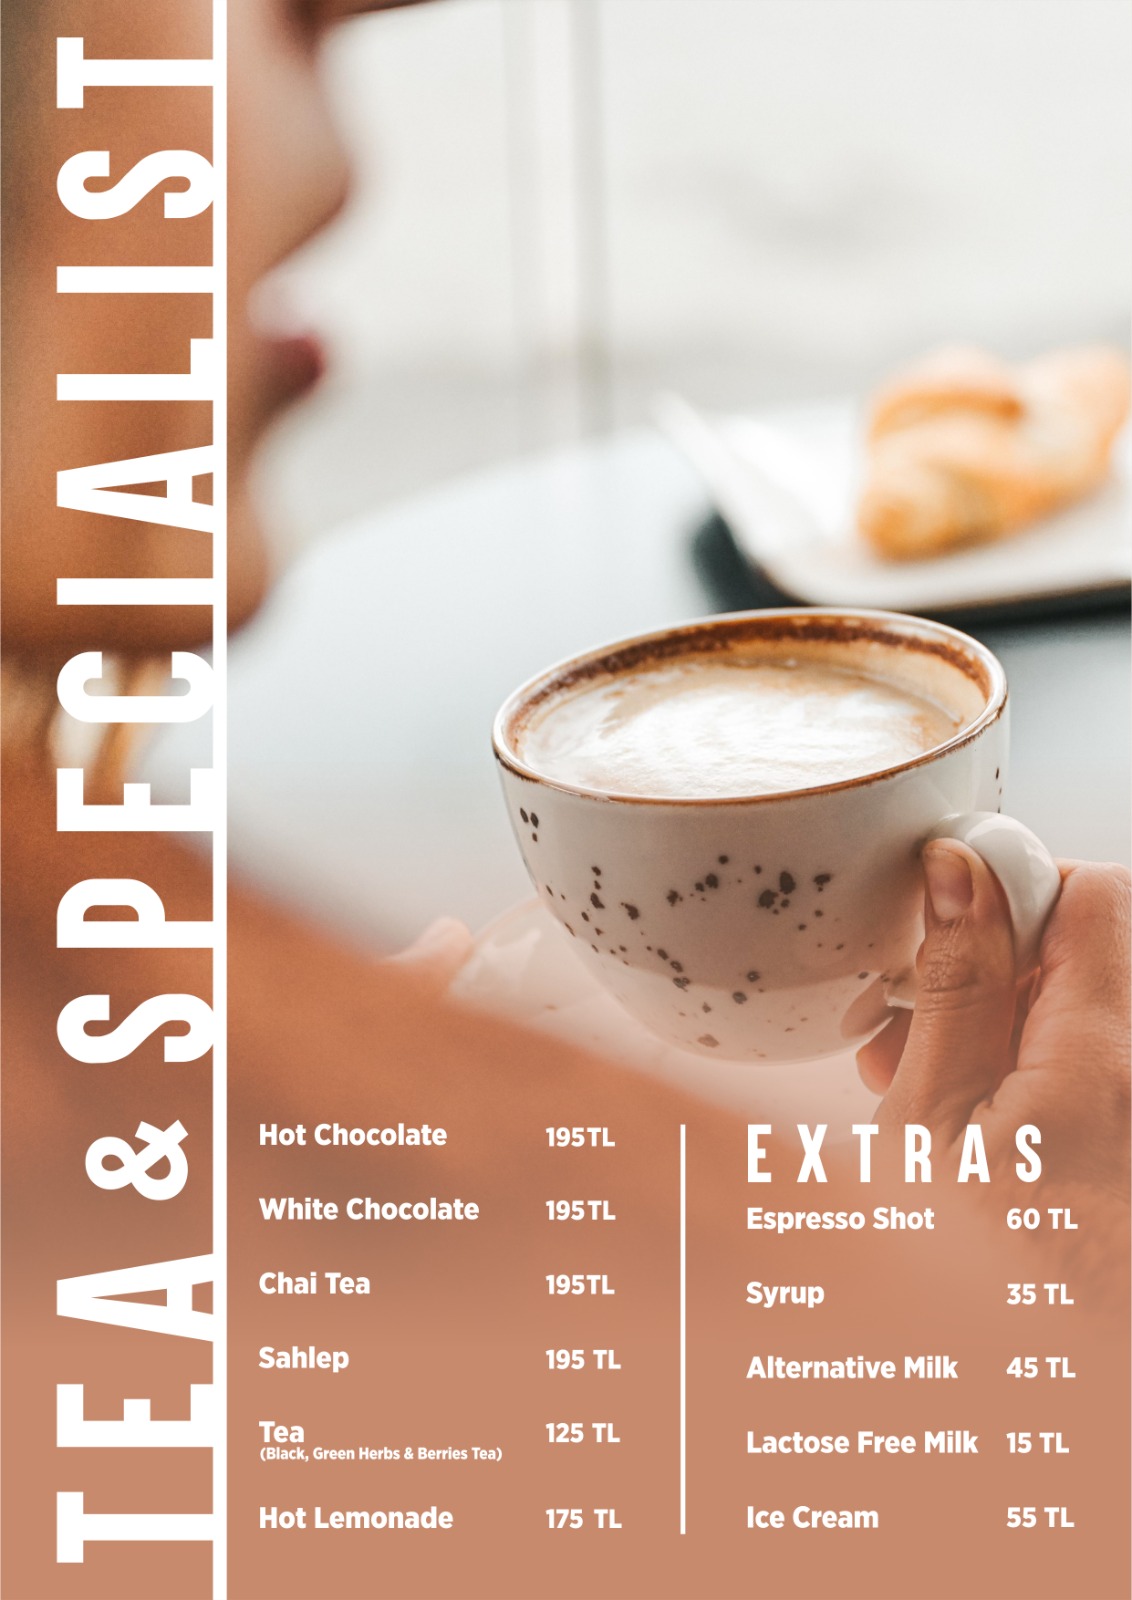 TEA & SPECIALIST
Hot Chocolate 195TL
White Chocolate 195TL
Chai Tea 195TL
Sahlep 195 TL
Tea 125 TL
(Black, Green Herbs & Berries Tea)
Hot Lemonade 175 TL
EXTRAS
Espresso Shot 60 TL
Syrup 35 TL
Alternative Milk 45 TL
Lactose Free Milk 15 TL
Ice Cream 55 TL